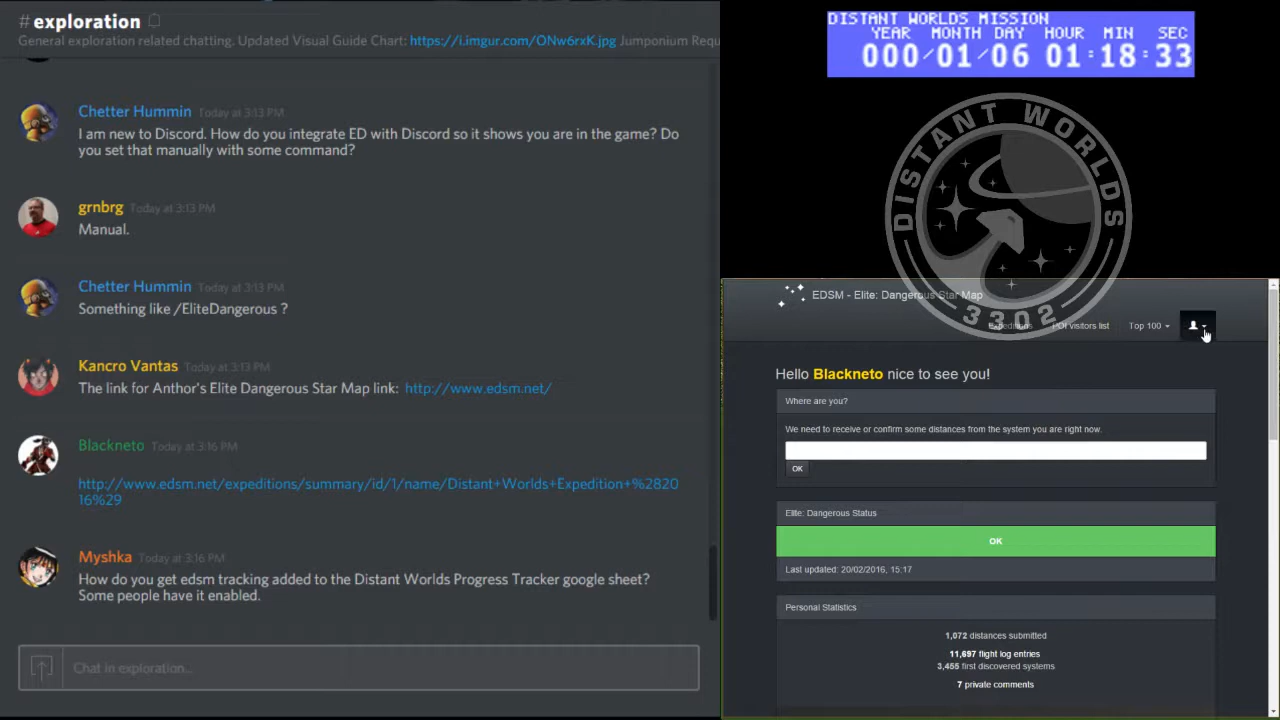 #exploration
General exploration related chatting. Updated Visual Guide Chart: https://i.imgur.com/ONw6rxK.jpg Jumponium Requ
Chetter Hummin Today at 3:13 PM
I am new to Discord. How do you integrate ED with Discord so it shows you are in the game? Do
you set that manually with some command?
grnbrg Today at 3:13 PM
Manual.
Chetter Hummin Today at 3:13 PM
Something like /EliteDangerous ?
Kancro Vantas Today at 3:13 PM
The link for Anthor's Elite Dangerous Star Map link: http://www.edsm.net/
Blackneto Today at 3:16 PM
http://www.edsm.net/expeditions/summary/id/1/name/Distant+Worlds+Expedition+%2820
16%29
Myshka Today at 3:16 PM
How do you get edsm tracking added to the Distant Worlds Progress Tracker google sheet?
Some people have it enabled.
Chat in exploration...
DISTANT WORLDS MISSION
YEAR MONTH DAY HOUR MIN SEC
000/01/06 01:18:33
DISTANT WORLDS
3302
EDSM - Elite: Dangerous Star Map
Expeditions POI visitors list Top 100
Hello Blackneto nice to see you!
Where are you?
We need to receive or confirm some distances from the system you are right now.
OK
Elite: Dangerous Status
OK
Last updated: 20/02/2016, 15:17
Personal Statistics
1,072 distances submitted
11,697 flight log entries
3,455 first discovered systems
7 private comments